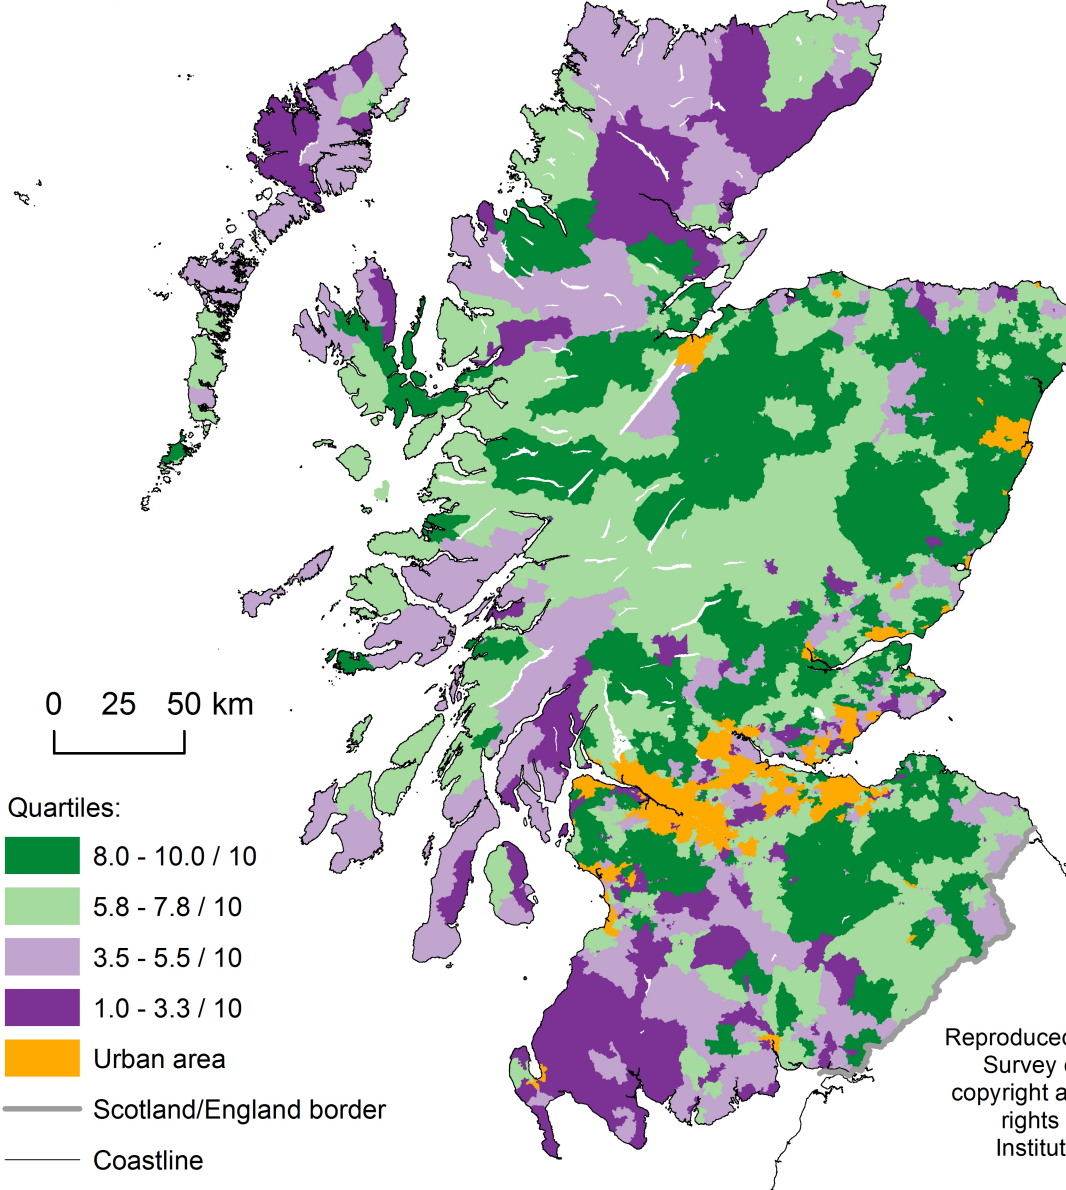 0 25 50 km
Quartiles:
8.0 - 10.0 / 10
5.8 - 7.8 / 10
3.5 - 5.5 / 10
1.0 - 3.3 / 10
Urban area
Scotland/England border
Coastline
Reproduced
Survey
copyright a
rights
Institut